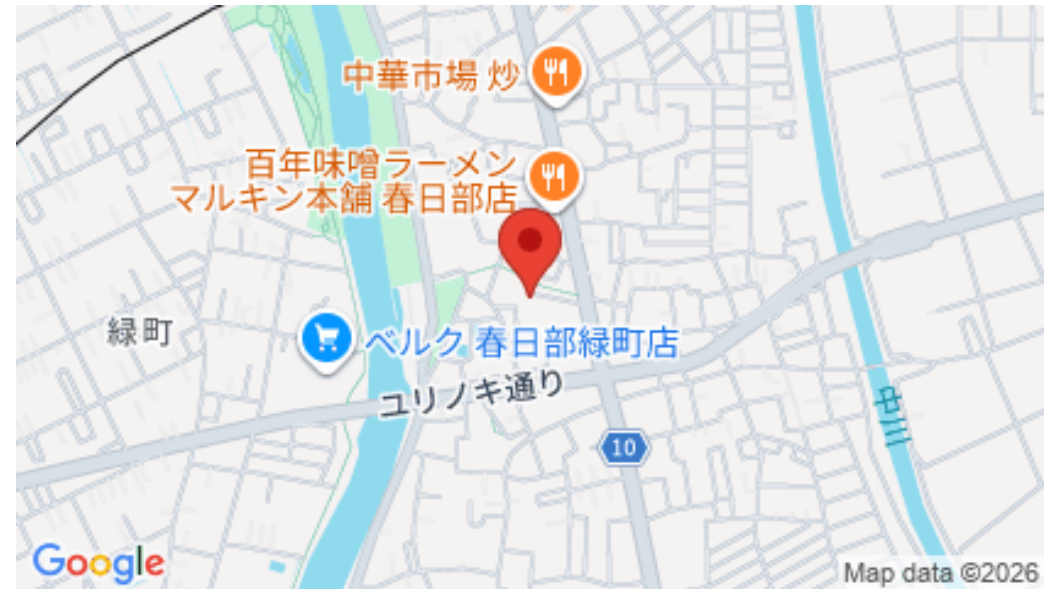 中華市場 炒
百年味噌ラーメン
マルキン本舗 春日部店
緑町
ベルク 春日部緑町店
ユリノキ通り
中川
10
Google
Map data ©2026